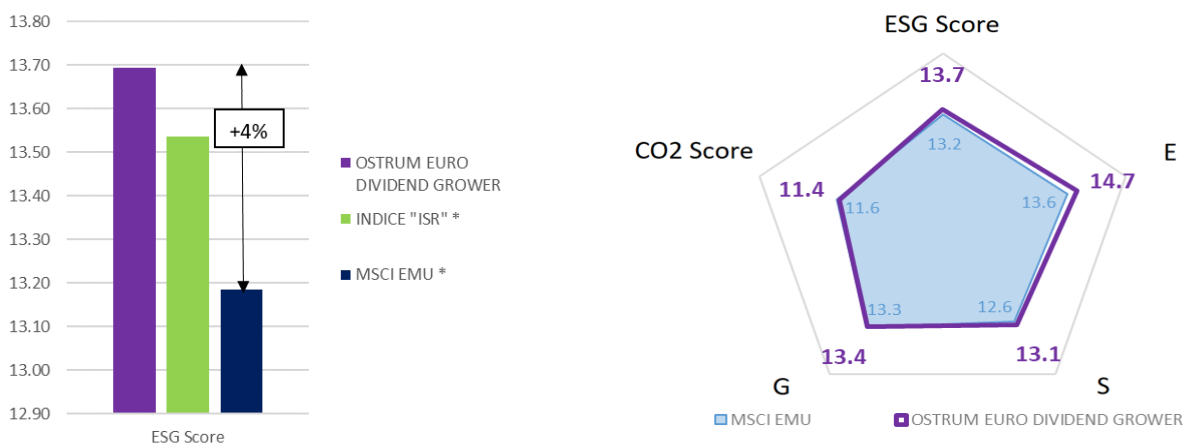 13.80
13.70
13.60
13.50
13.40
13.30
13.20
13.10
13.00
12.90
+4%
ESG Score
OSTRUM EURO
DIVIDEND GROWER
INDICE "ISR" *
MSCI EMU *
ESG Score
13.7
13.2
CO2 Score
E
11.4
11.6
13.6
14.7
13.3
12.6
13.4
13.1
G
S
MSCI EMU
OSTRUM EURO DIVIDEND GROWER